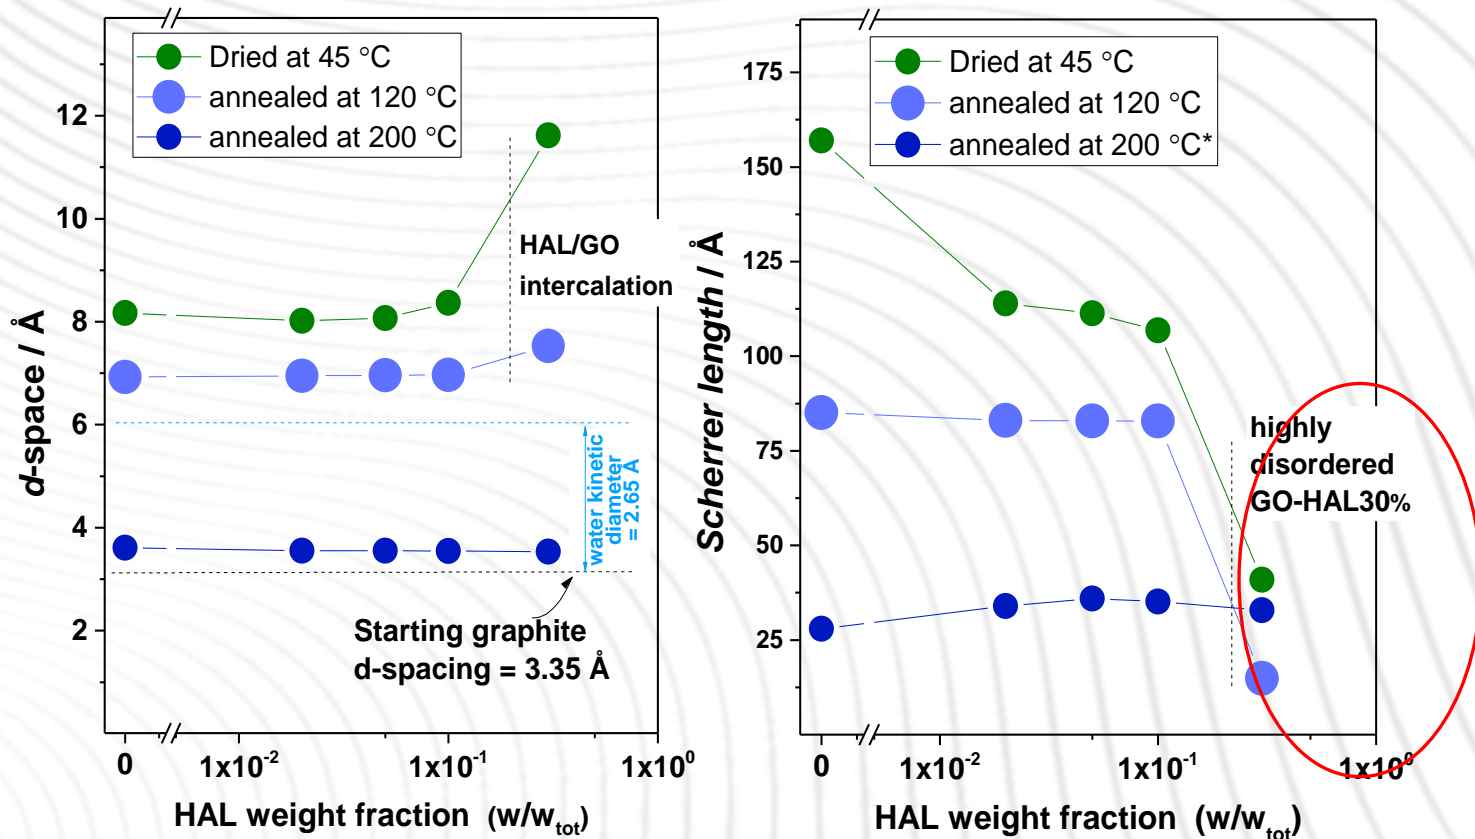 Dried at 45 °C
annealed at 120 °C
annealed at 200 °C
12
10
8
6
4
2
d-space / Å
HAL/GO
intercalation
water kinetic
diameter
= 2.65 Å
Starting graphite
d-spacing = 3.35 Å
0
1x10⁻²
1x10⁻¹
1x10⁰
HAL weight fraction (w/wₜₒₜ)
Dried at 45 °C
annealed at 120 °C
annealed at 200 °C*
175
150
125
100
75
50
25
Scherrer length / Å
highly
disordered
GO-HAL30%
0
1x10⁻²
1x10⁻¹
1x10⁰
HAL weight fraction (w/wₜₒₜ)